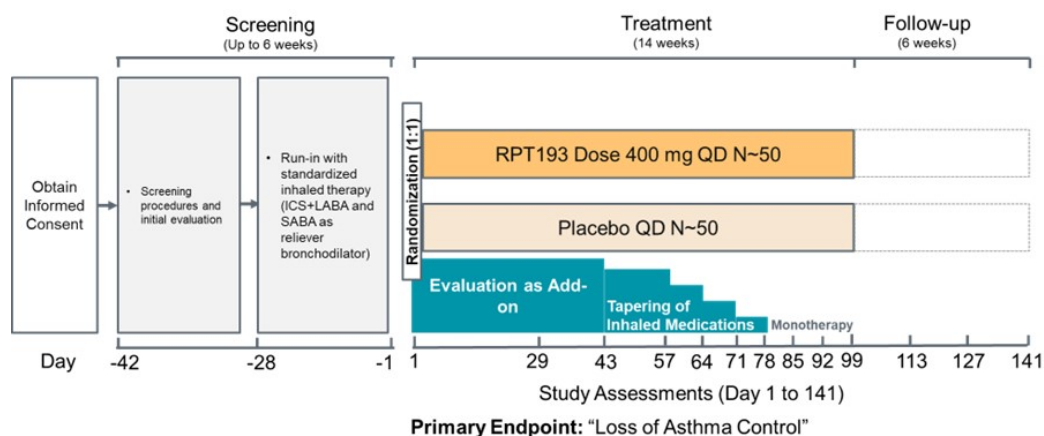 Screening
(Up to 6 weeks)
Treatment
(14 weeks)
Follow-up
(6 weeks)
Obtain
Informed
Consent
• Screening
procedures and
initial evaluation
• Run-in with
standardized
inhaled therapy
(ICS+LABA and
SABA as
reliever
bronchodilator)
Randomization (1:1)
RPT193 Dose 400 mg QD N~50
Placebo QD N~50
Evaluation as Add-
on
Tapering of
Inhaled Medications
Monotherapy
Day -42 -28 -1 1 29 43 57 64 71 78 85 92 99 113 127 141
Study Assessments (Day 1 to 141)
Primary Endpoint: “Loss of Asthma Control”